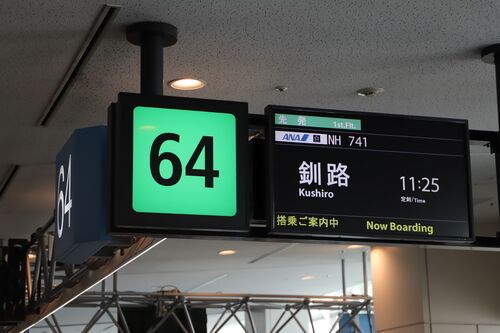 64
64
先発 1st.Flt.
ANA NH 741
釧路
Kushiro
11:25
定刻/Time
搭乗ご案内中 Now Boarding